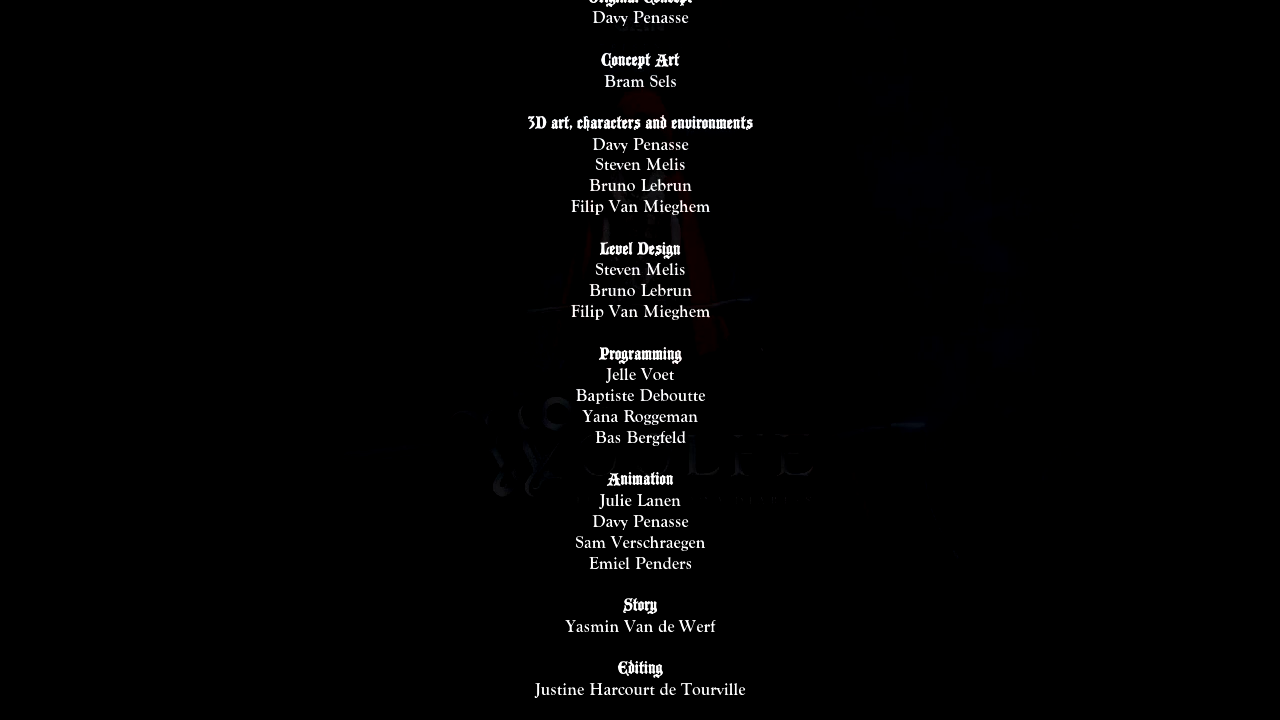 Original Concept
Davy Penasse
Concept Art
Bram Sels
3D art, characters and environments
Davy Penasse
Steven Melis
Bruno Lebrun
Filip Van Mieghem
Level Design
Steven Melis
Bruno Lebrun
Filip Van Mieghem
Programming
Jelle Voet
Baptiste Deboutte
Yana Roggeman
Bas Bergfeld
Animation
Julie Lanen
Davy Penasse
Sam Verschraegen
Emiel Penders
Story
Yasmin Van de Werf
Editing
Justine Harcourt de Tourville